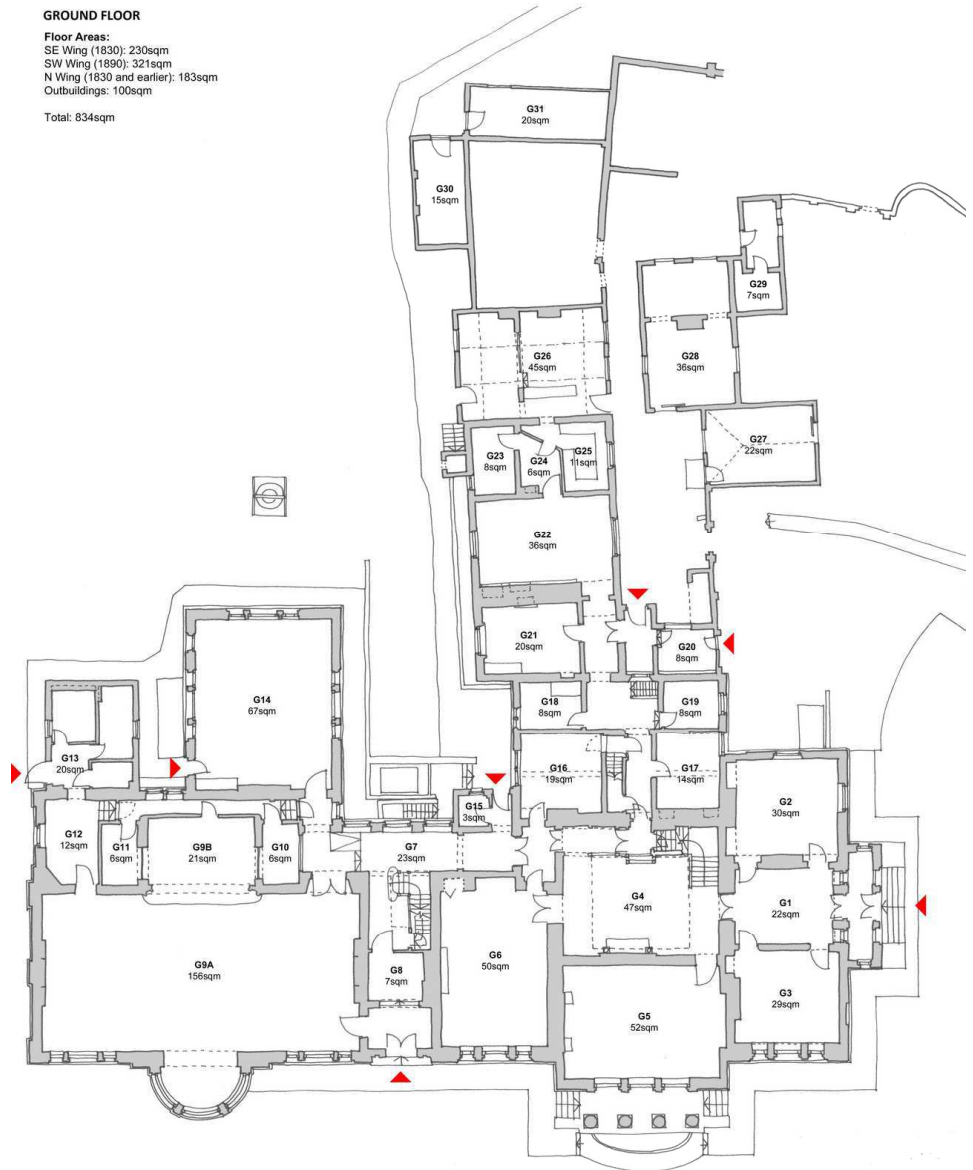 GROUND FLOOR
Floor Areas:
SE Wing (1830): 230sqm
SW Wing (1890): 321sqm
N Wing (1830 and earlier): 183sqm
Outbuildings: 100sqm
Total: 834sqm
G31
20sqm
G30
15sqm
G29
7sqm
G26
45sqm
G28
36sqm
G27
22sqm
G23
8sqm
G24
6sqm
G25
11sqm
G22
36sqm
G21
20sqm
G20
8sqm
G18
8sqm
G19
8sqm
G14
67sqm
G13
20sqm
G16
19sqm
G17
14sqm
G15
3sqm
G2
30sqm
G12
12sqm
G11
6sqm
G9B
21sqm
G10
6sqm
G7
23sqm
G4
47sqm
G1
22sqm
G9A
156sqm
G8
7sqm
G6
50sqm
G5
52sqm
G3
29sqm